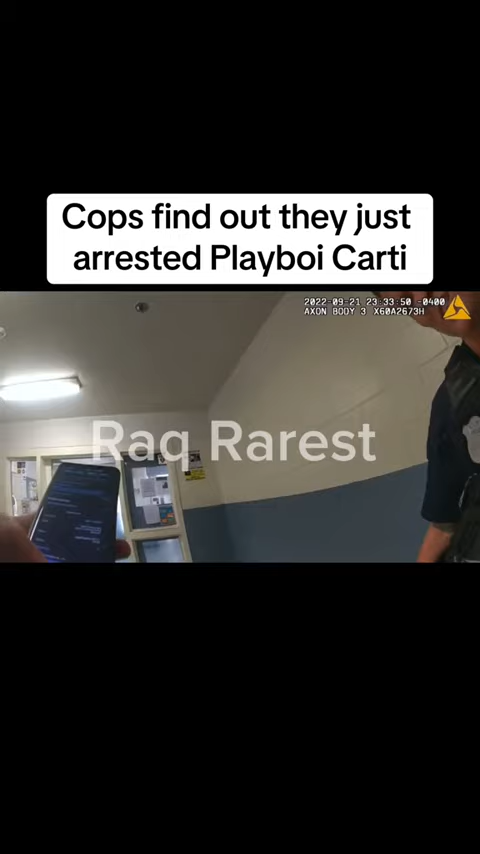 Cops find out they just
arrested Playboi Carti
2022-09-21 23:33:50 -0400
AXON BODY 3 X60A2673H
Raq Rarest